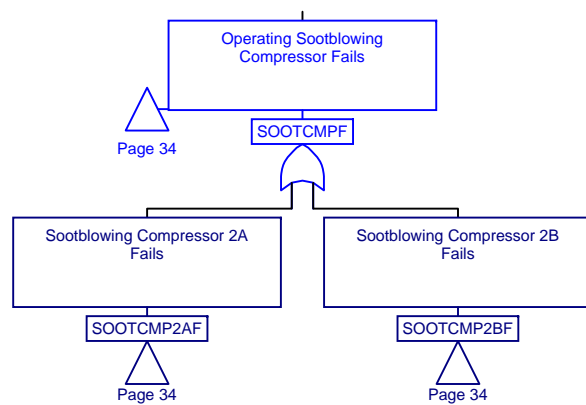 Operating Sootblowing
Compressor Fails
Page 34
SOOTCMPF
Sootblowing Compressor 2A
Fails
Sootblowing Compressor 2B
Fails
SOOTCMP2AF
SOOTCMP2BF
Page 34
Page 34